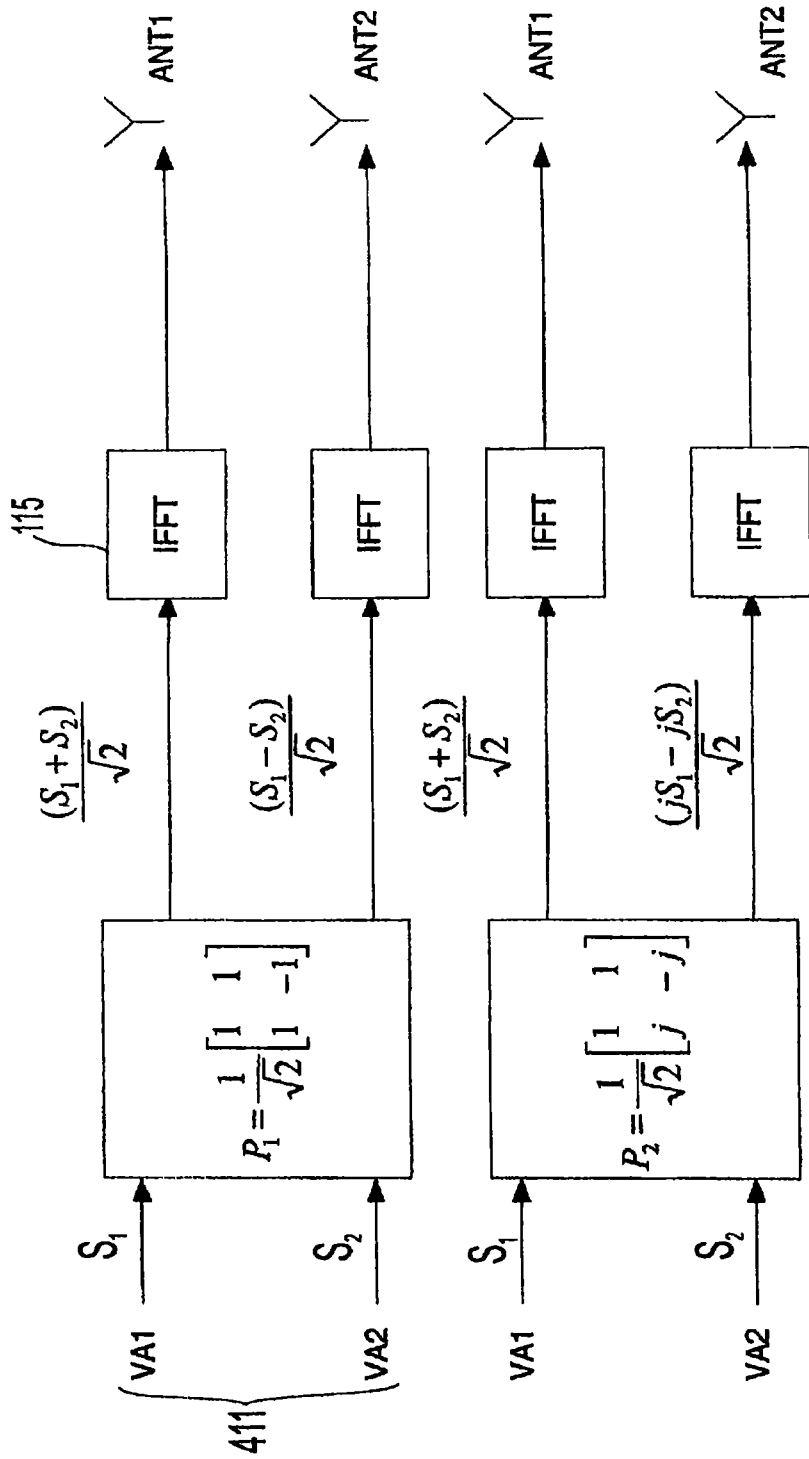 115
411
VA1
S₁
P₁ = 1/√2 [1 1; 1 -1]
(S₁ + S₂)/√2
IFFT
ANT1
VA2
S₂
(S₁ - S₂)/√2
IFFT
ANT2
VA1
S₁
P₂ = 1/√2 [1 1; j -j]
(S₁ + S₂)/√2
IFFT
ANT1
VA2
S₂
(jS₁ - jS₂)/√2
IFFT
ANT2